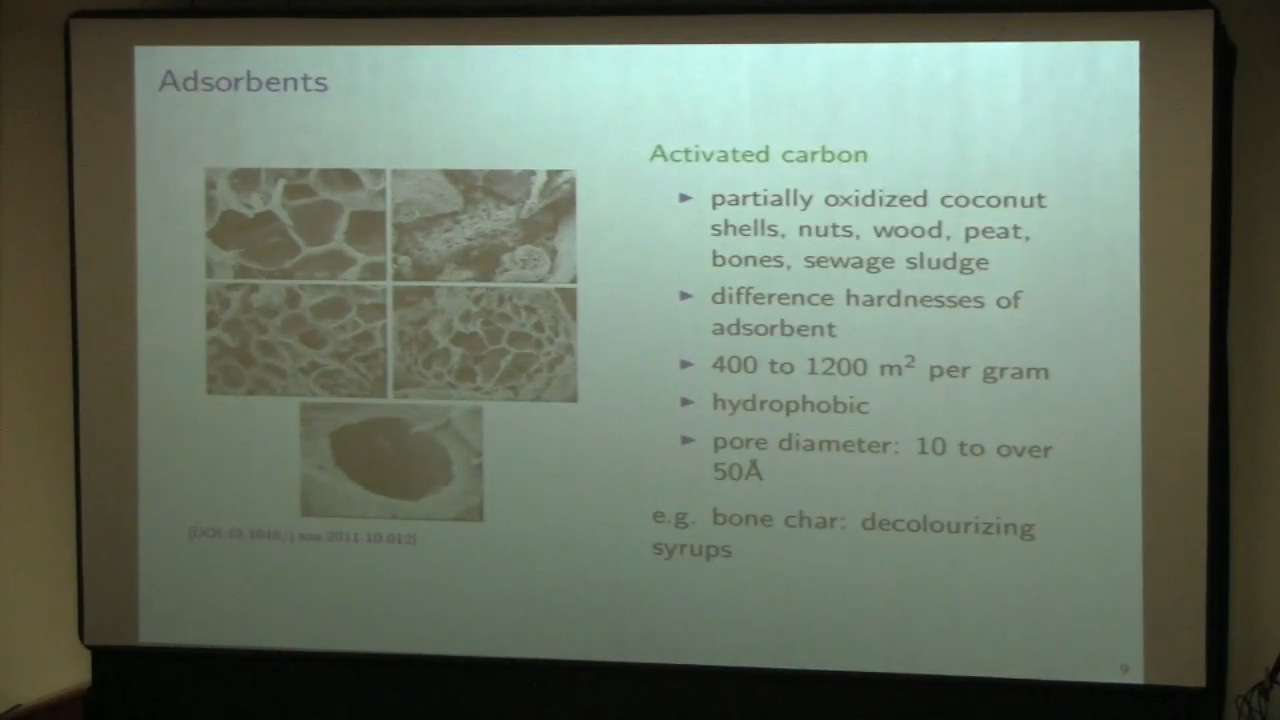 Adsorbents
Activated carbon
▶ partially oxidized coconut
shells, nuts, wood, peat,
bones, sewage sludge
▶ difference hardnesses of
adsorbent
▶ 400 to 1200 m² per gram
▶ hydrophobic
▶ pore diameter: 10 to over
50Å
e.g. bone char: decolourizing
syrups
9